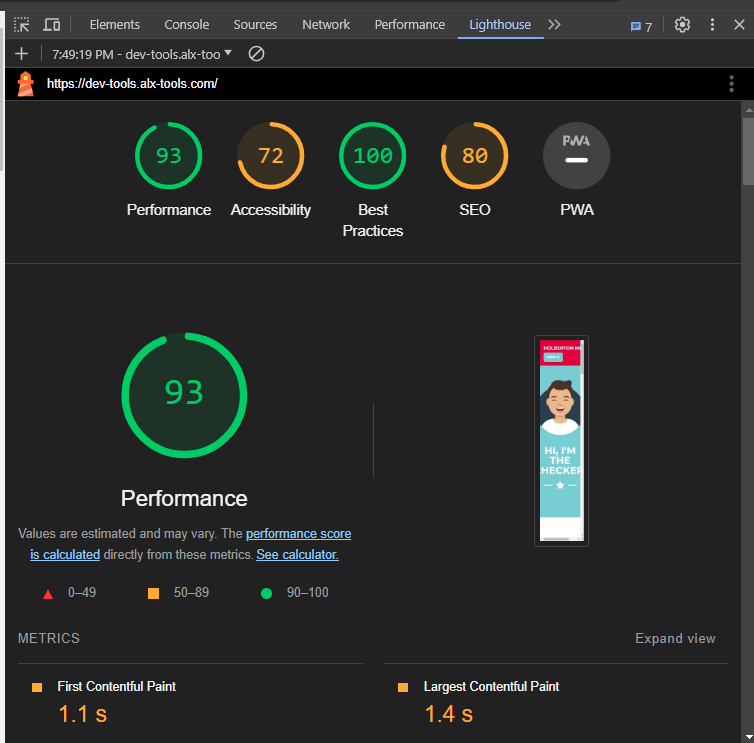 Elements Console Sources Network Performance Lighthouse 7
7:49:19 PM - dev-tools.alx-too
https://dev-tools.alx-tools.com/
93 72 100 80 PWA
Performance Accessibility Best Practices SEO PWA
93
HOLBERTON
HI, I'M
THE
HECKER
Performance
Values are estimated and may vary. The performance score
is calculated directly from these metrics. See calculator.
0–49 50–89 90–100
METRICS Expand view
First Contentful Paint Largest Contentful Paint
1.1 s 1.4 s